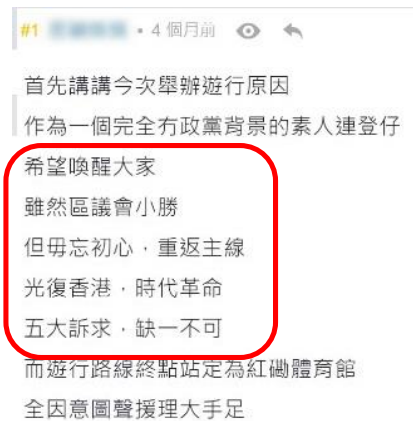 #1 • 4 個月前
首先講講今次舉辦遊行原因
作為一個完全冇政黨背景的素人連登仔
希望喚醒大家
雖然區議會小勝
但毋忘初心，重返主線
光復香港，時代革命
五大訴求，缺一不可
而遊行路線終點站定為紅磡體育館
全因意圖聲援理大手足